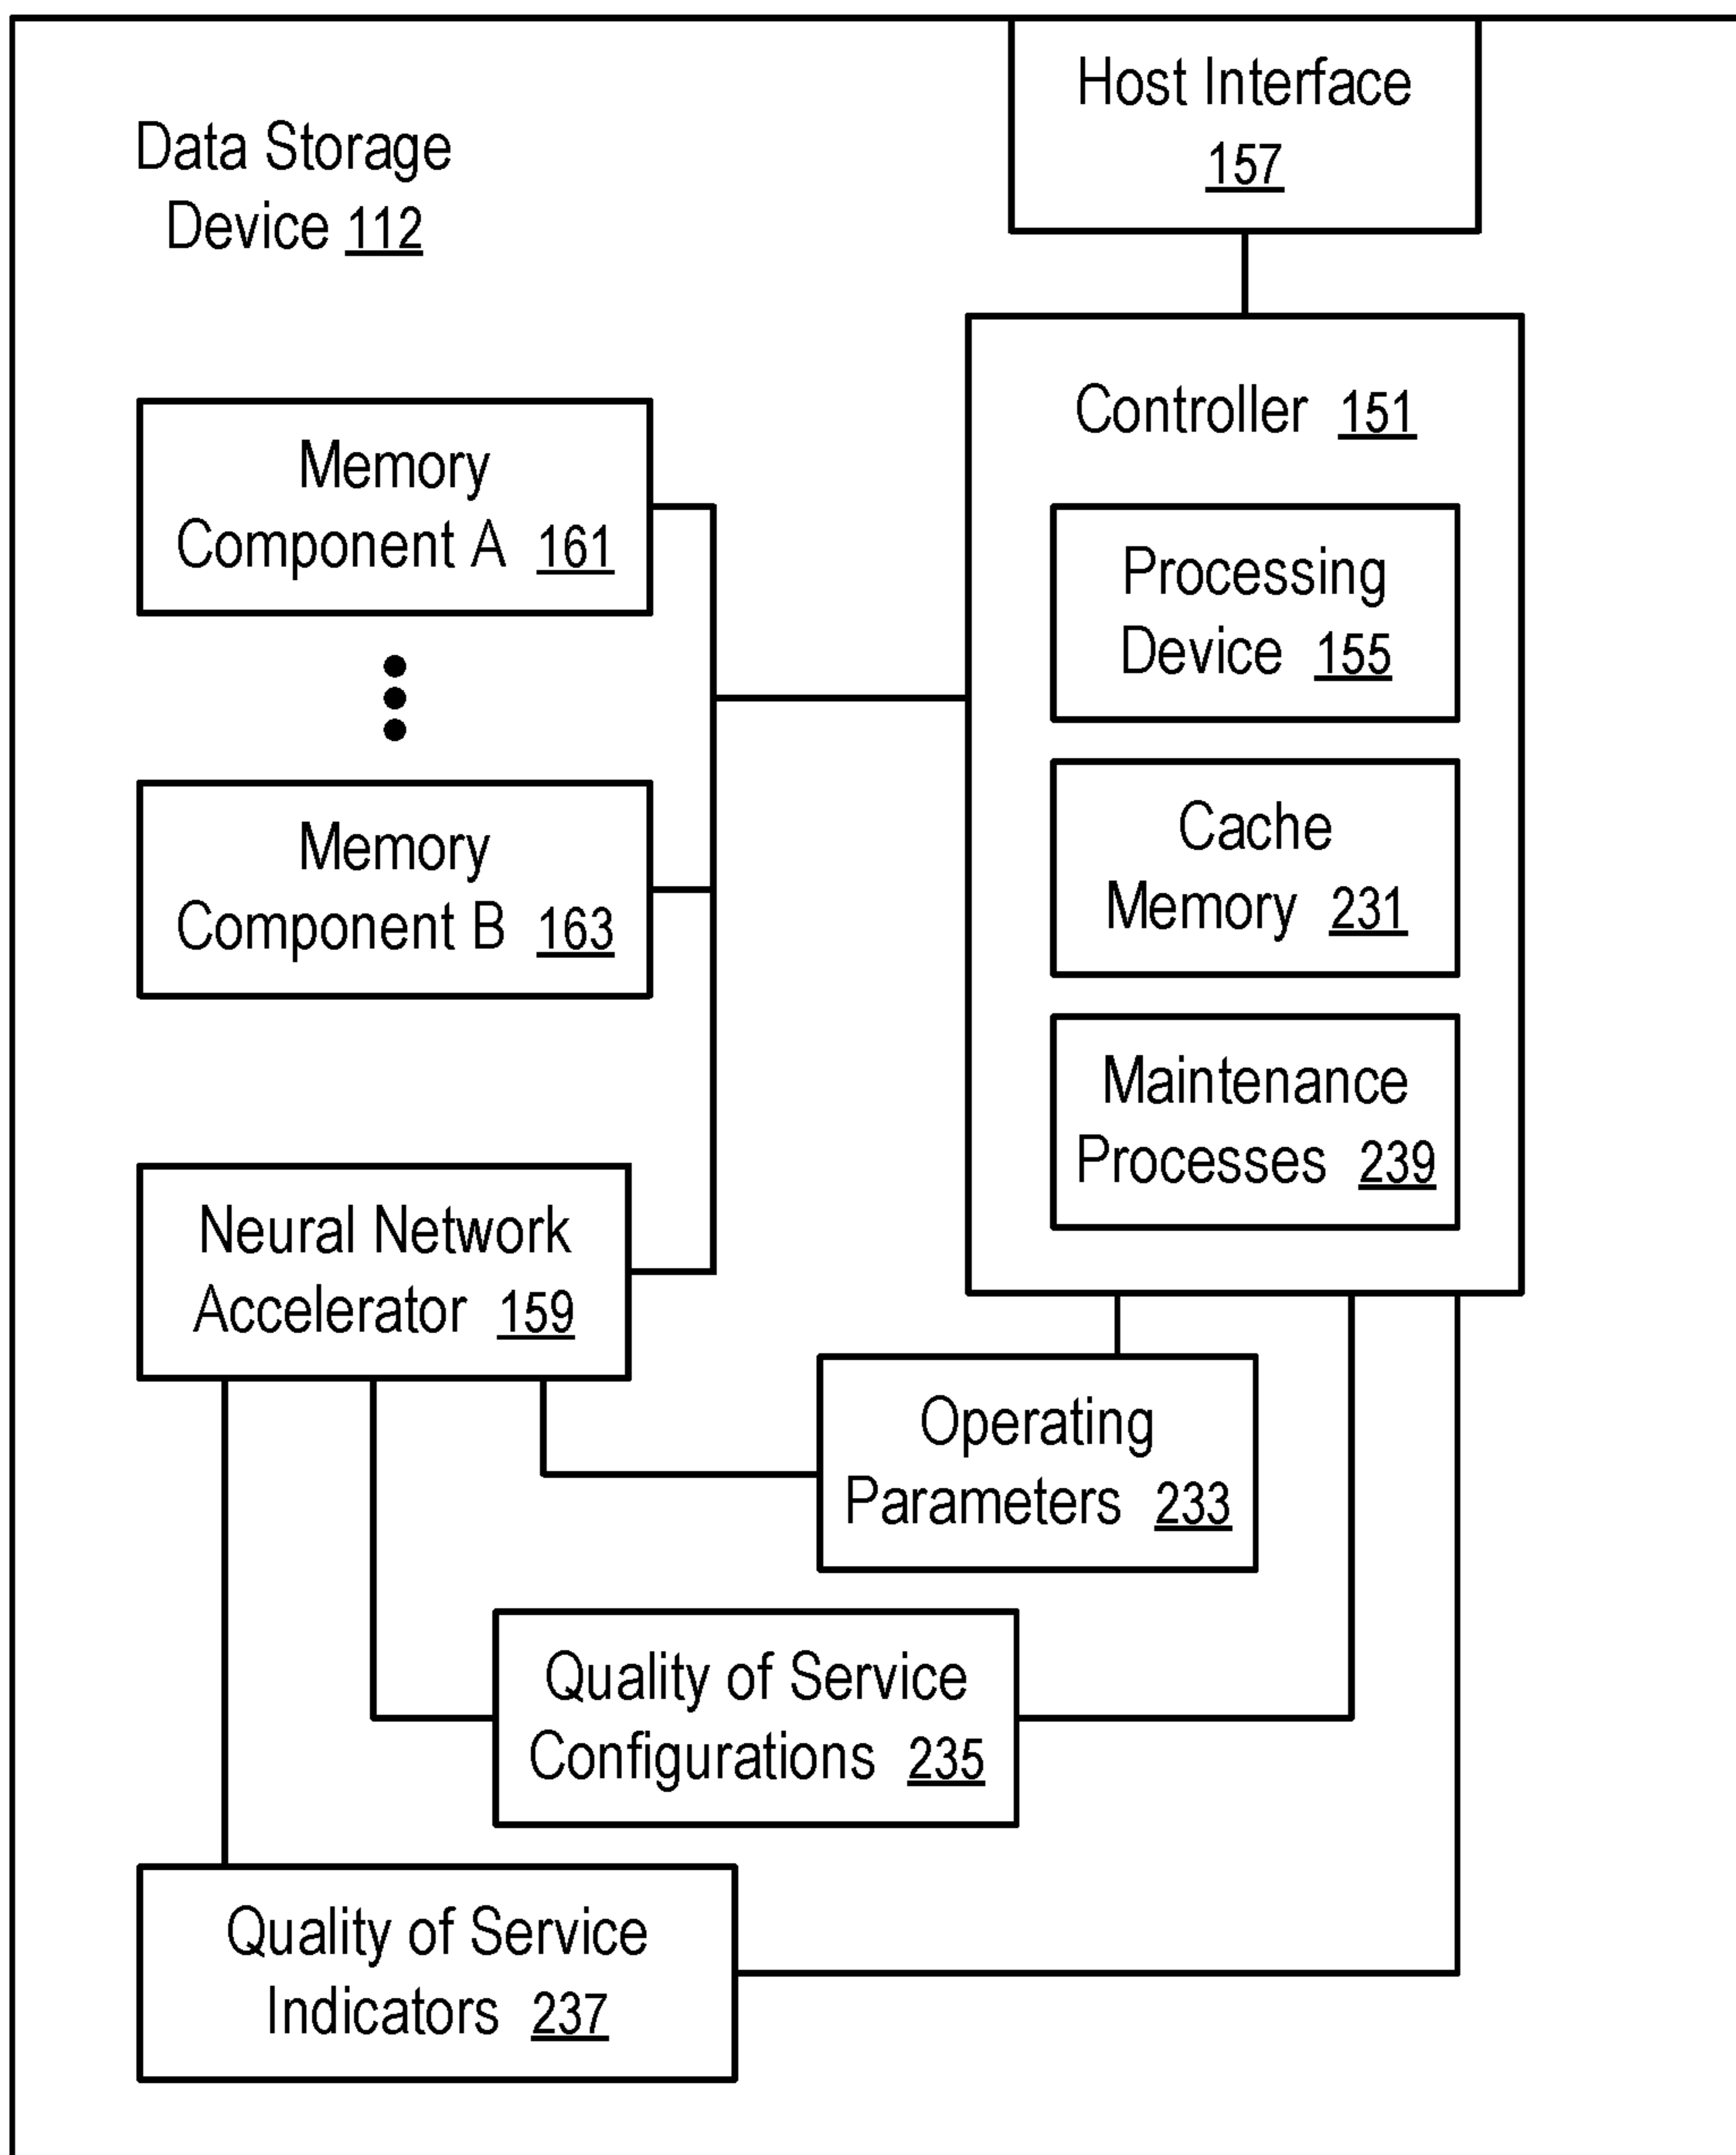 Data Storage
Device 112
Host Interface
157
Controller 151
Processing
Device 155
Cache
Memory 231
Maintenance
Processes 239
Memory
Component A 161
Memory
Component B 163
Neural Network
Accelerator 159
Operating
Parameters 233
Quality of Service
Configurations 235
Quality of Service
Indicators 237